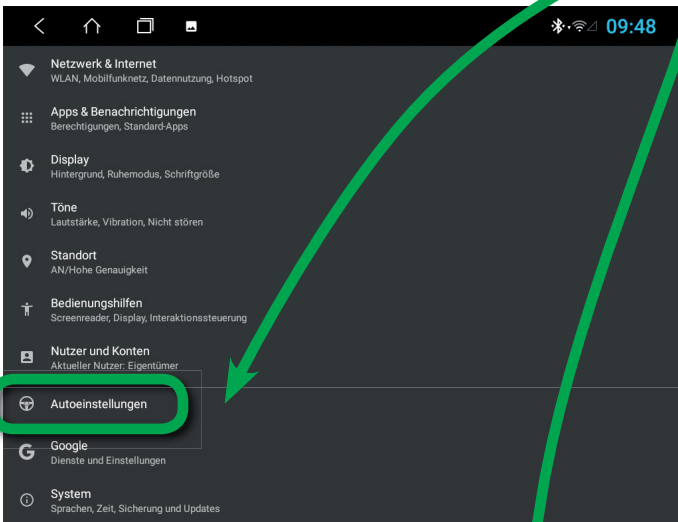 09:48
Netzwerk & Internet
WLAN, Mobilfunknetz, Datennutzung, Hotspot
Apps & Benachrichtigungen
Berechtigungen, Standard-Apps
Display
Hintergrund, Ruhemodus, Schriftgröße
Töne
Lautstärke, Vibration, Nicht stören
Standort
AN/Hohe Genauigkeit
Bedienungshilfen
Screenreader, Display, Interaktionssteuerung
Nutzer und Konten
Aktueller Nutzer: Eigentümer
Autoeinstellungen
Google
Dienste und Einstellungen
System
Sprachen, Zeit, Sicherung und Updates